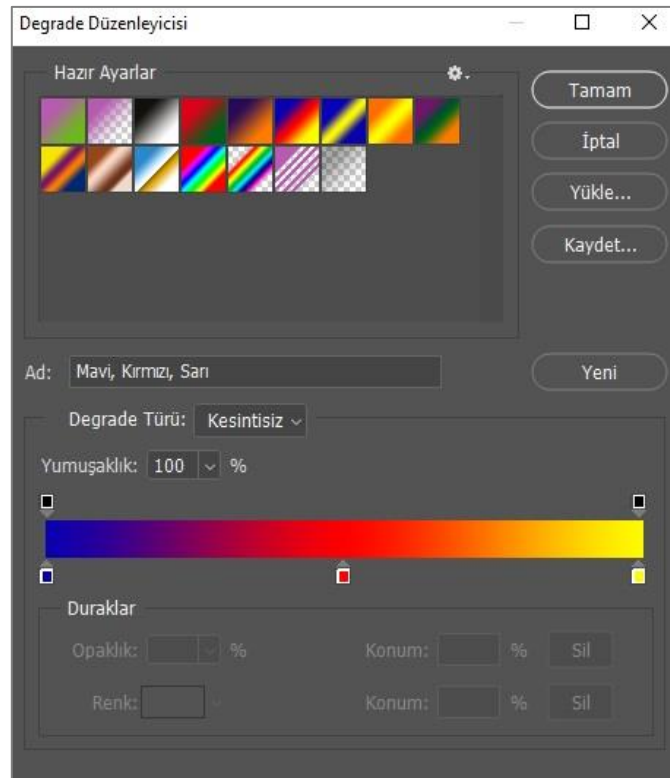 Degrade Düzenleyicisi
Hazır Ayarlar
Tamam
İptal
Yükle...
Kaydet...
Ad: Mavi, Kırmızı, Sarı
Yeni
Degrade Türü: Kesintisiz
Yumuşaklık: 100 %
Duraklar
Opaklık: % Konum: % Sil
Renk: Konum: % Sil